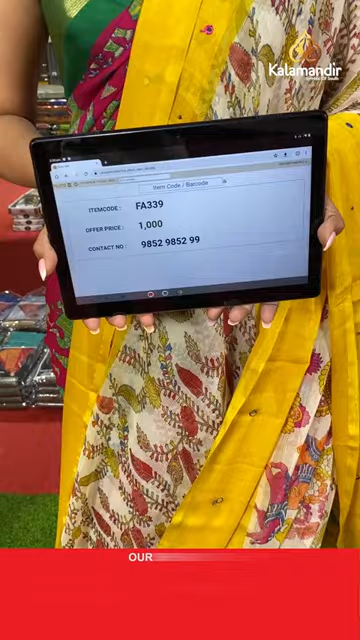 Kalamandir
Item Code / Barcode
ITEMCODE : FA339
OFFER PRICE : 1,000
CONTACT NO : 9852 9852 99
OUR